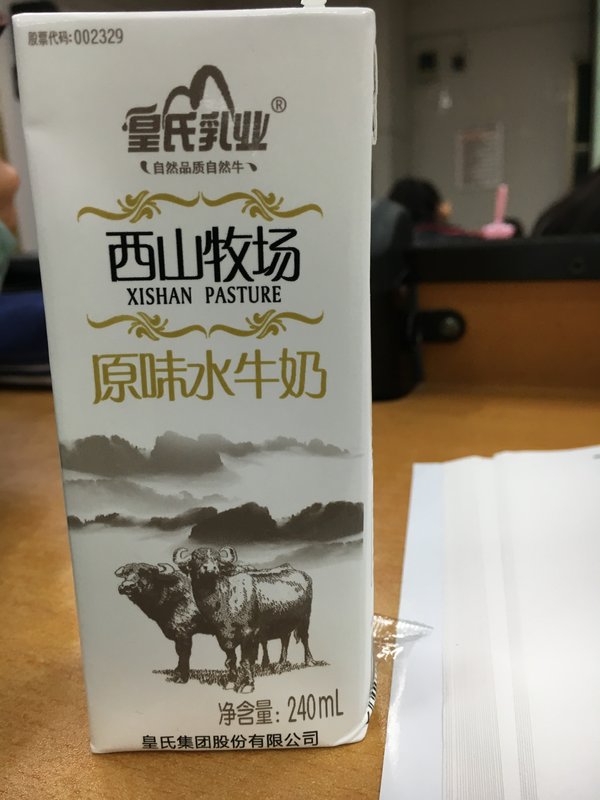 股票代码:002329
皇氏乳业®
自然品质自然牛
西山牧场
XISHAN PASTURE
原味水牛奶
净含量: 240mL
皇氏集团股份有限公司